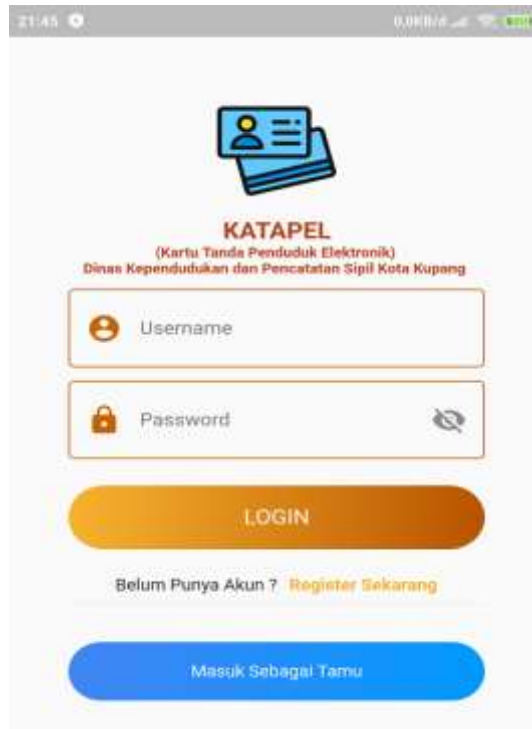 21:45
KATAPEL
(Kartu Tanda Penduduk Elektronik)
Dinas Kependudukan dan Pencatatan Sipil Kota Kupang
Username
Password
LOGIN
Belum Punya Akun ? Register Sekarang
Masuk Sebagai Tamu